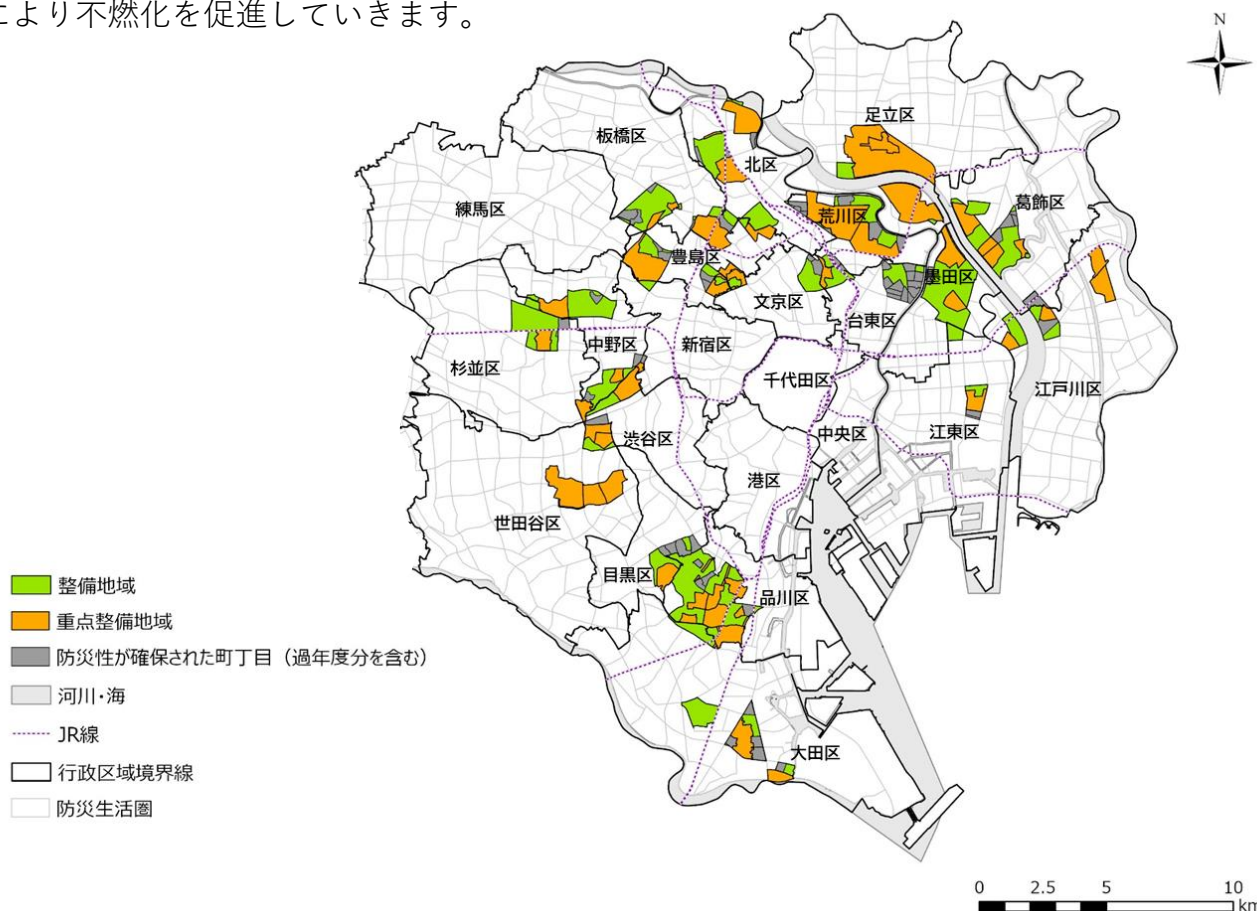 により不燃化を促進していきます。
N
足立区
板橋区
北区
練馬区
葛飾区
荒川区
豊島区
墨田区
文京区
台東区
中野区
新宿区
杉並区
千代田区
江戸川区
中央区
江東区
渋谷区
港区
世田谷区
目黒区
品川区
大田区
整備地域
重点整備地域
防災性が確保された町丁目（過年度分を含む）
河川・海
JR線
行政区域境界線
防災生活圏
0 2.5 5 10
km